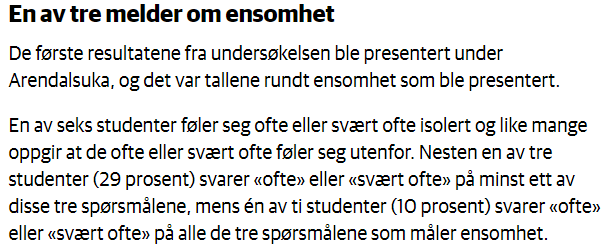 En av tre melder om ensomhet
De første resultatene fra undersøkelsen ble presentert under
Arendalsuka, og det var tallene rundt ensomhet som ble presentert.
En av seks studenter føler seg ofte eller svært ofte isolert og like mange
oppgir at de ofte eller svært ofte føler seg utenfor. Nesten en av tre
studenter (29 prosent) svarer «ofte» eller «svært ofte» på minst ett av
disse tre spørsmålene, mens én av ti studenter (10 prosent) svarer «ofte»
eller «svært ofte» på alle de tre spørsmålene som måler ensomhet.